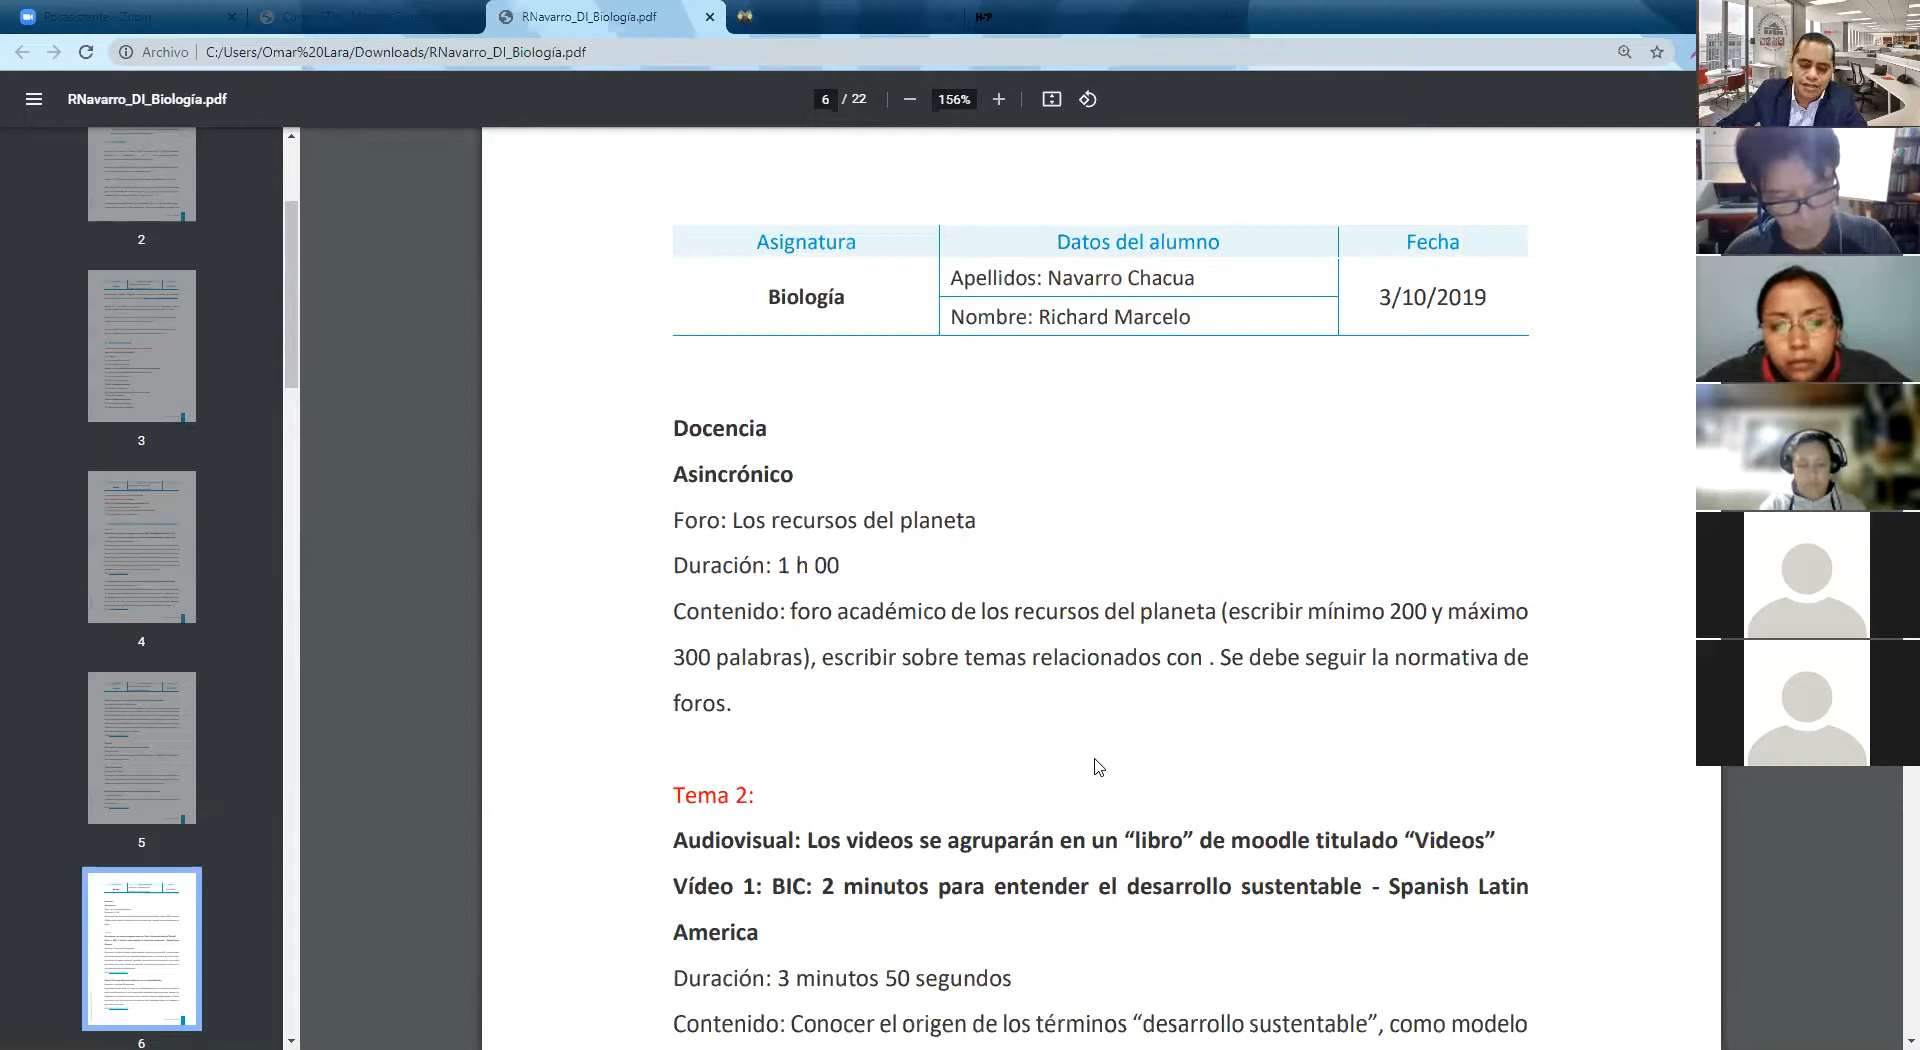 RNavarro_DI_Biología.pdf
Archivo
C:/Users/Omar%20Lara/Downloads/RNavarro_DI_Biología.pdf
RNavarro_DI_Biología.pdf
6 / 22
156%
2
3
4
5
6
Asignatura
Datos del alumno
Fecha
Biología
Apellidos: Navarro Chacua
Nombre: Richard Marcelo
3/10/2019
Docencia
Asincrónico
Foro: Los recursos del planeta
Duración: 1 h 00
Contenido: foro académico de los recursos del planeta (escribir mínimo 200 y máximo
300 palabras), escribir sobre temas relacionados con . Se debe seguir la normativa de
foros.
Tema 2:
Audiovisual: Los videos se agruparán en un “libro” de moodle titulado “Videos”
Vídeo 1: BIC: 2 minutos para entender el desarrollo sustentable - Spanish Latin
America
Duración: 3 minutos 50 segundos
Contenido: Conocer el origen de los términos “desarrollo sustentable”, como modelo